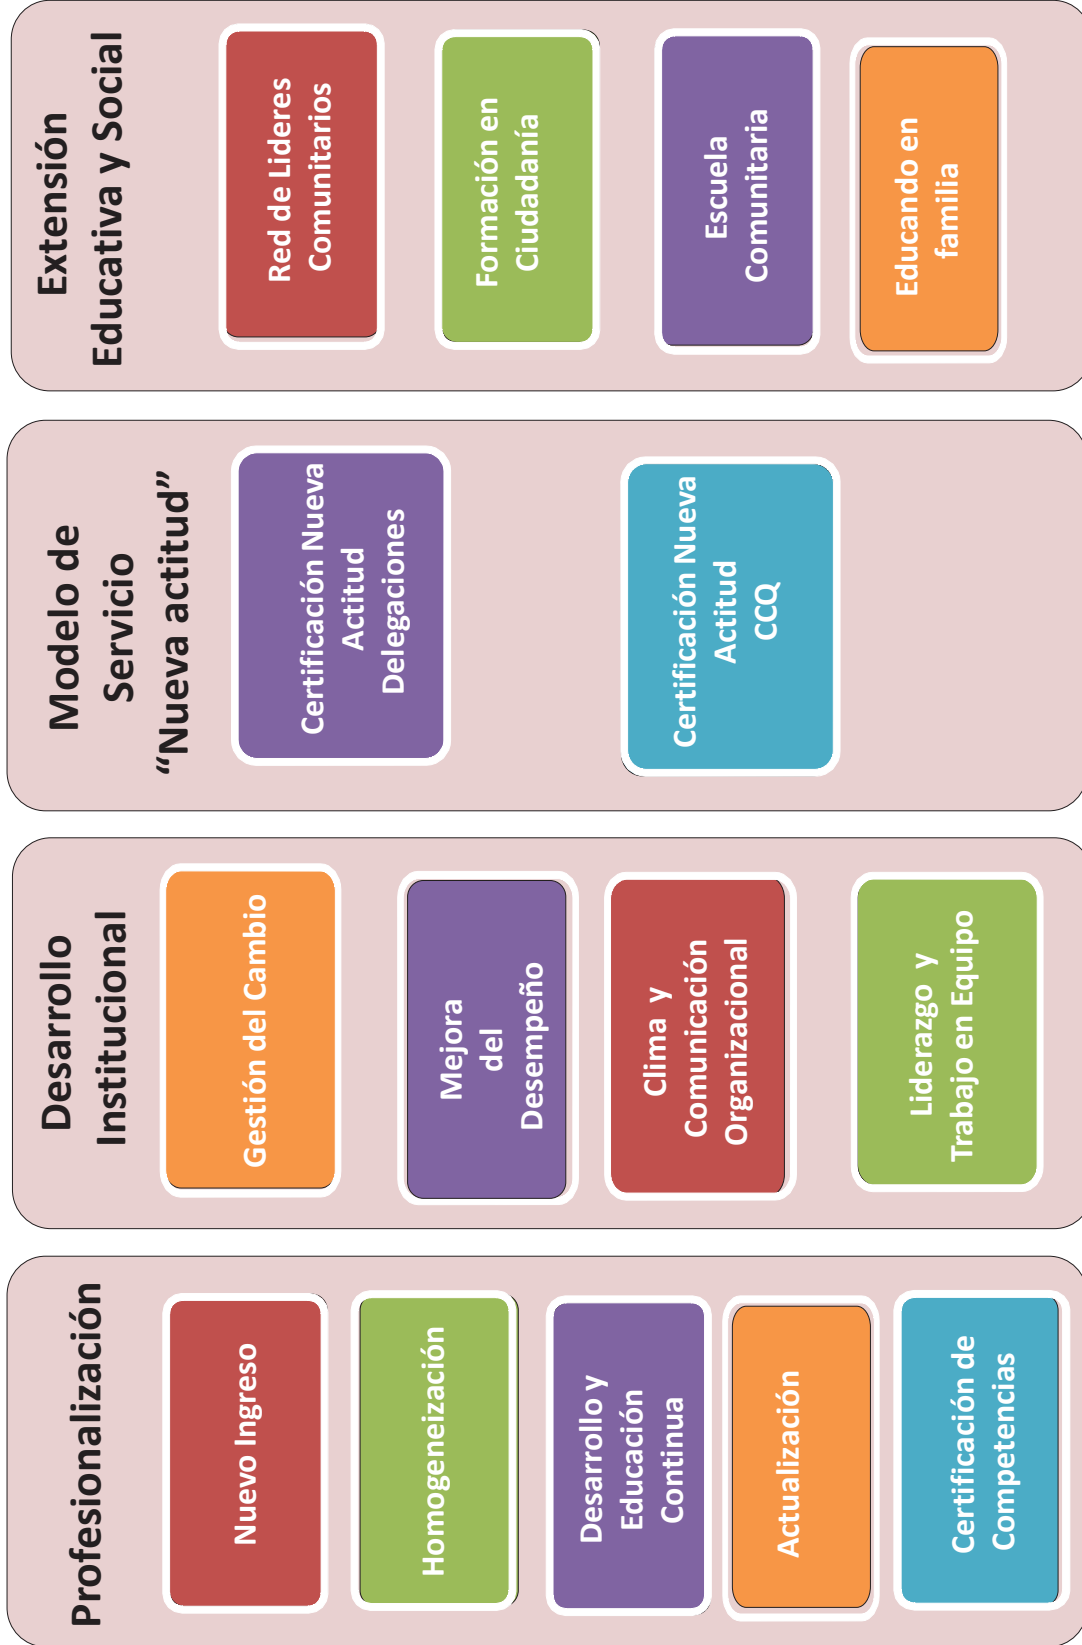 Profesionalización
Nuevo Ingreso
Homogeneización
Desarrollo y
Educación
Continua
Actualización
Certificación de
Competencias
Desarrollo
Institucional
Gestión del Cambio
Mejora
del
Desempeño
Clima y
Comunicación
Organizacional
Liderazgo y
Trabajo en Equipo
Modelo de
Servicio
“Nueva actitud”
Certificación Nueva
Actitud
Delegaciones
Certificación Nueva
Actitud
CCQ
Extensión
Educativa y Social
Red de Lideres
Comunitarios
Formación en
Ciudadanía
Escuela
Comunitaria
Educando en
familia